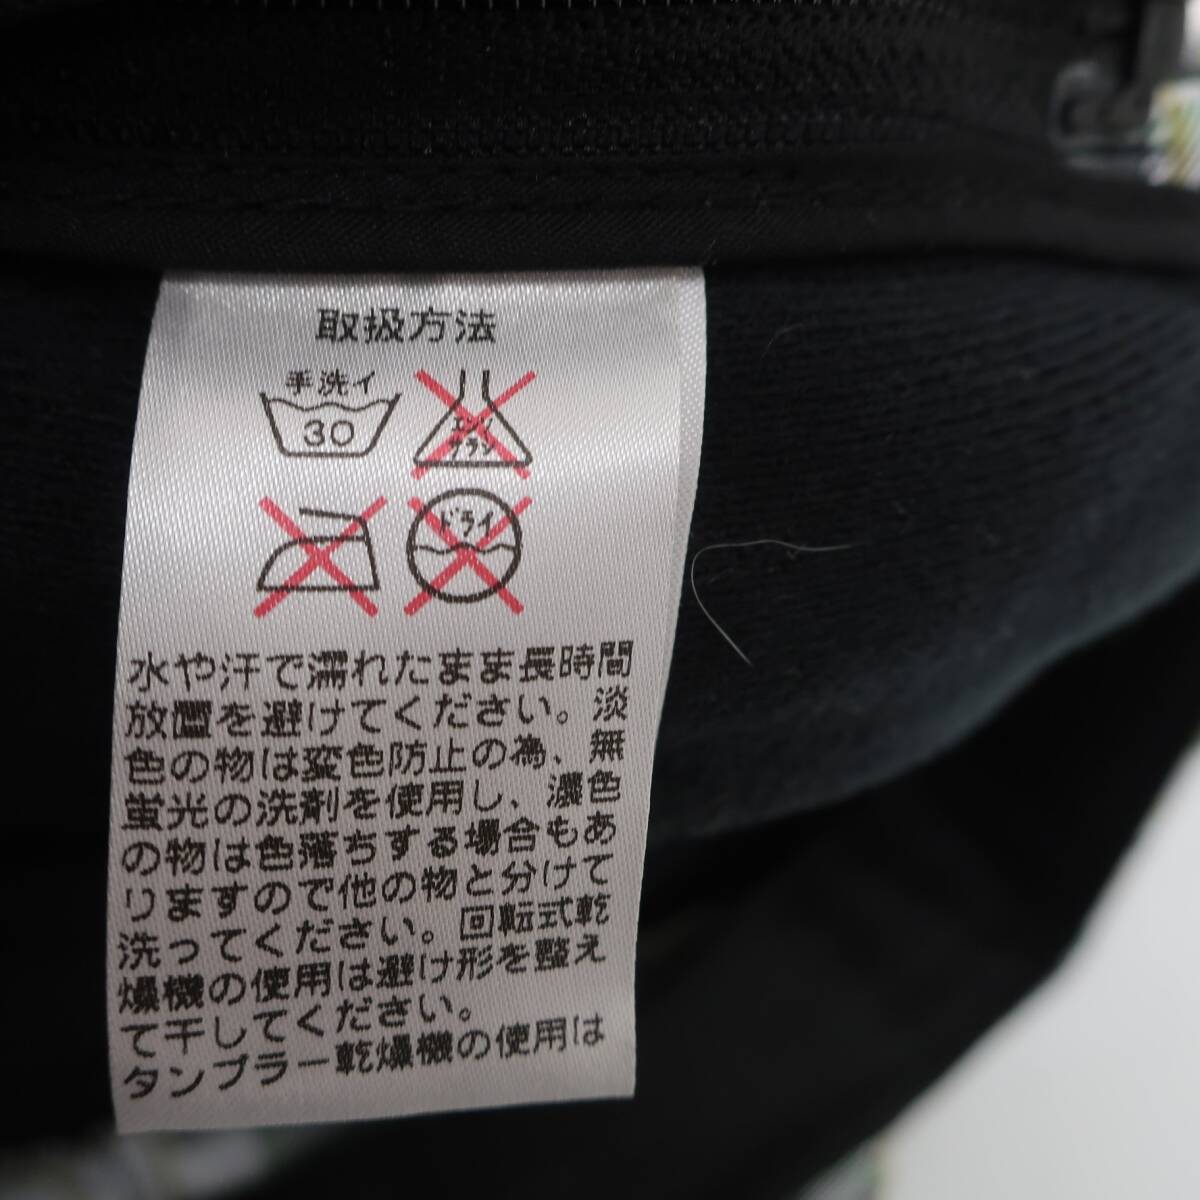 取扱方法
手洗イ
30
エンソ
サラシ
ドライ
水や汗で濡れたまま長時間
放置を避けてください。淡
色の物は変色防止の為、無
蛍光の洗剤を使用し、濃色
の物は色落ちする場合もあ
りますので他の物と分けて
洗ってください。回転式乾
燥機の使用は避け形を整え
て干してください。
タンブラー乾燥機の使用は